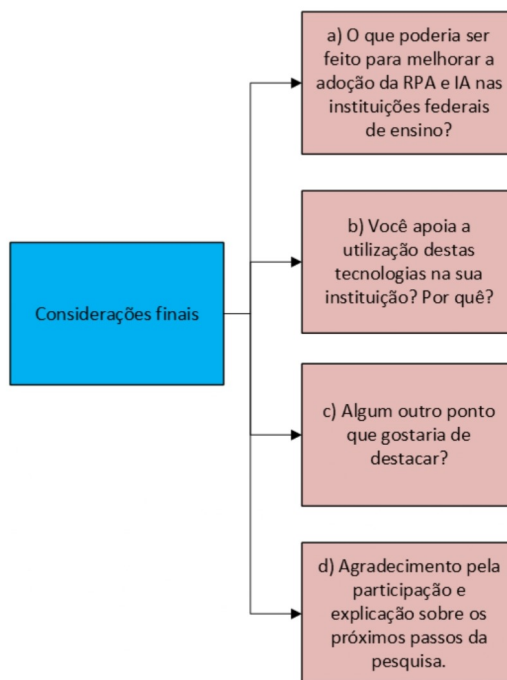 a) O que poderia ser
feito para melhorar a
adoção da RPA e IA nas
instituições federais
de ensino?
Considerações finais
b) Você apoia a
utilização destas
tecnologias na sua
instituição? Por quê?
c) Algum outro ponto
que gostaria de
destacar?
d) Agradecimento pela
participação e
explicação sobre os
próximos passos da
pesquisa.